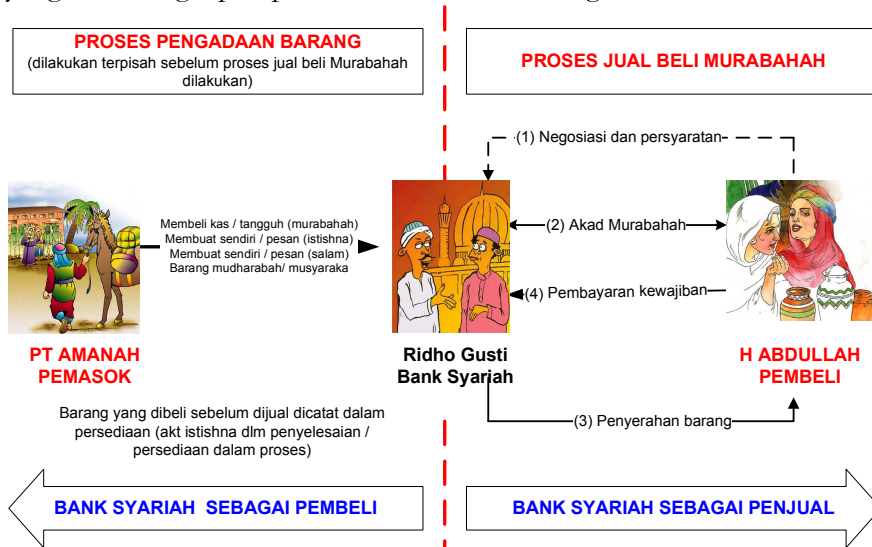 PROSES PENGADAAN BARANG
(dilakukan terpisah sebelum proses jual beli Murabahah
dilakukan)
PROSES JUAL BELI MURABAHAH
(1) Negosiasi dan persyaratan
Membeli kas / tangguh (murabahah)
Membuat sendiri / pesan (istishna)
Membuat sendiri / pesan (salam)
Barang mudharabah/ musyaraka
(2) Akad Murabahah
(4) Pembayaran kewajiban
PT AMANAH
PEMASOK
Ridho Gusti
Bank Syariah
H ABDULLAH
PEMBELI
Barang yang dibeli sebelum dijual dicatat dalam
persediaan (akt istishna dlm penyelesaian /
persediaan dalam proses)
(3) Penyerahan barang
BANK SYARIAH SEBAGAI PEMBELI
BANK SYARIAH SEBAGAI PENJUAL